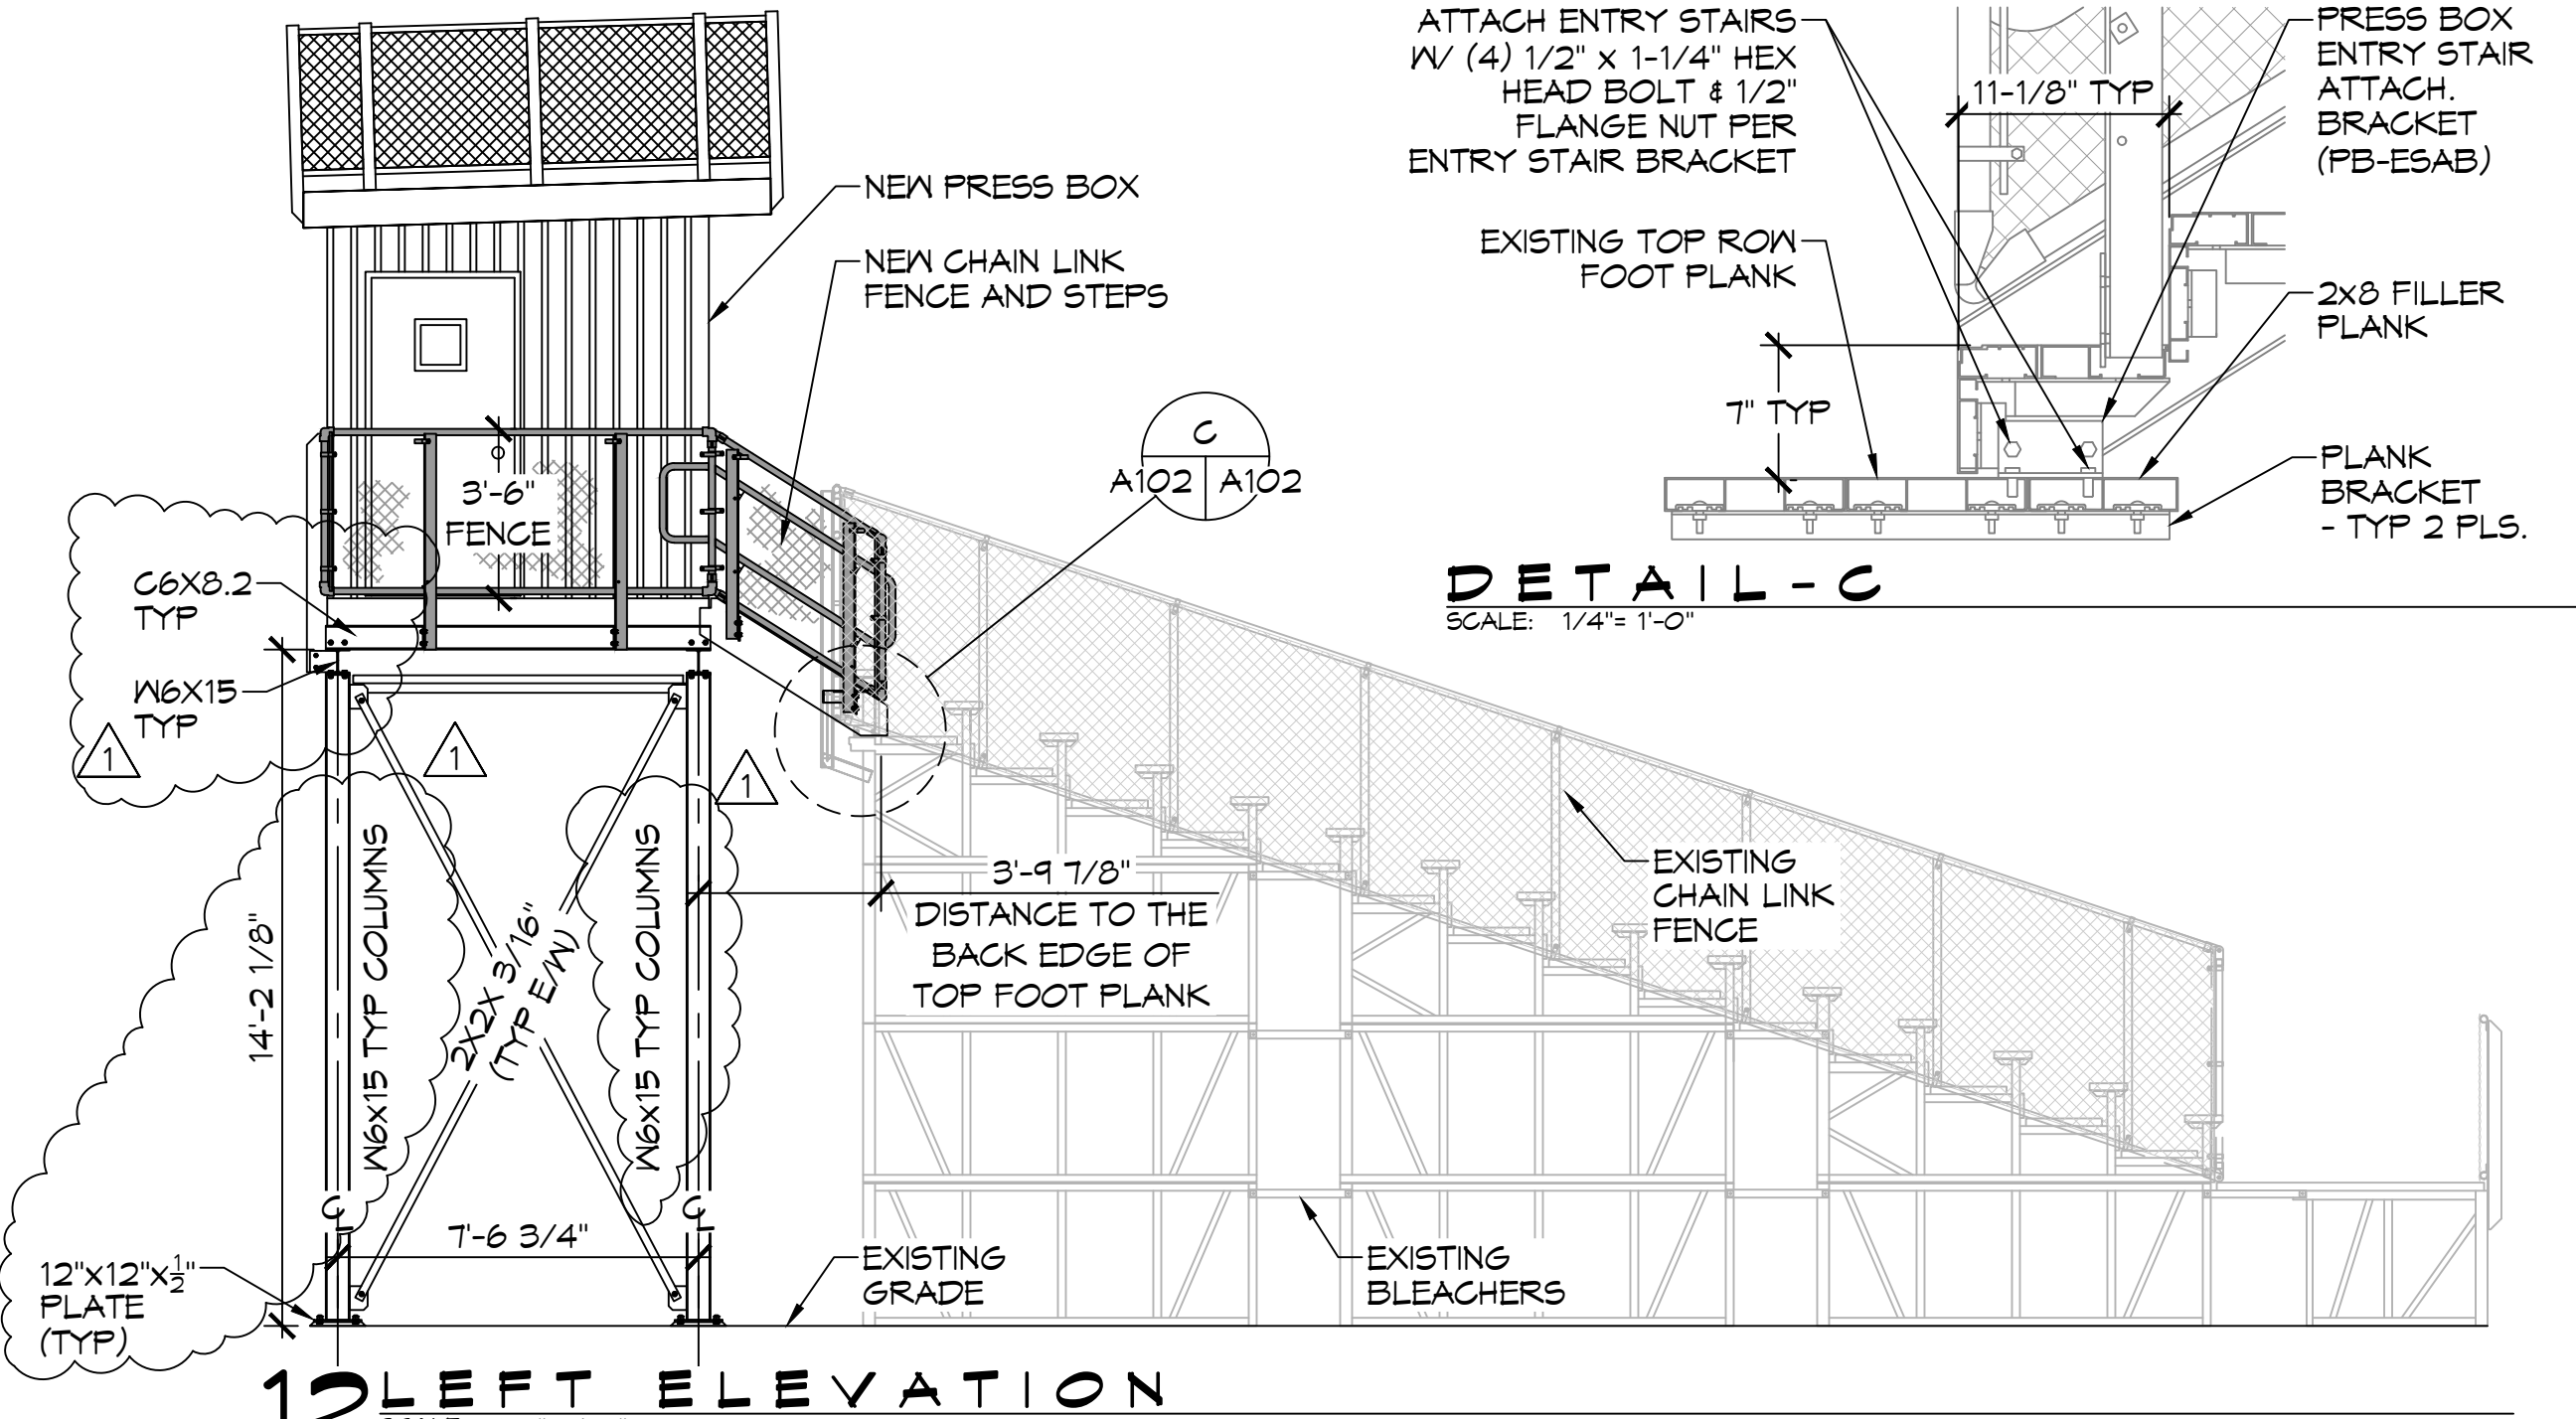 NEW PRESS BOX
NEW CHAIN LINK
FENCE AND STEPS
3'-6"
FENCE
C
A102
A102
C6X8.2
TYP
W6X15
TYP
1
1
1
W6x15 TYP COLUMNS
2X2X 3/16"
(TYP E/W)
W6x15 TYP COLUMNS
14'-2 1/8"
3'-9 7/8"
DISTANCE TO THE
BACK EDGE OF
TOP FOOT PLANK
EXISTING
CHAIN LINK
FENCE
CL
CL
7'-6 3/4"
12"x12"x1/2"
PLATE
(TYP)
EXISTING
GRADE
EXISTING
BLEACHERS
12 LEFT ELEVATION
ATTACH ENTRY STAIRS
W/ (4) 1/2" x 1-1/4" HEX
HEAD BOLT & 1/2"
FLANGE NUT PER
ENTRY STAIR BRACKET
EXISTING TOP ROW
FOOT PLANK
11-1/8" TYP
7" TYP
PRESS BOX
ENTRY STAIR
ATTACH.
BRACKET
(PB-ESAB)
2x8 FILLER
PLANK
PLANK
BRACKET
- TYP 2 PLS.
DETAIL-C
SCALE: 1/4"= 1'-0"